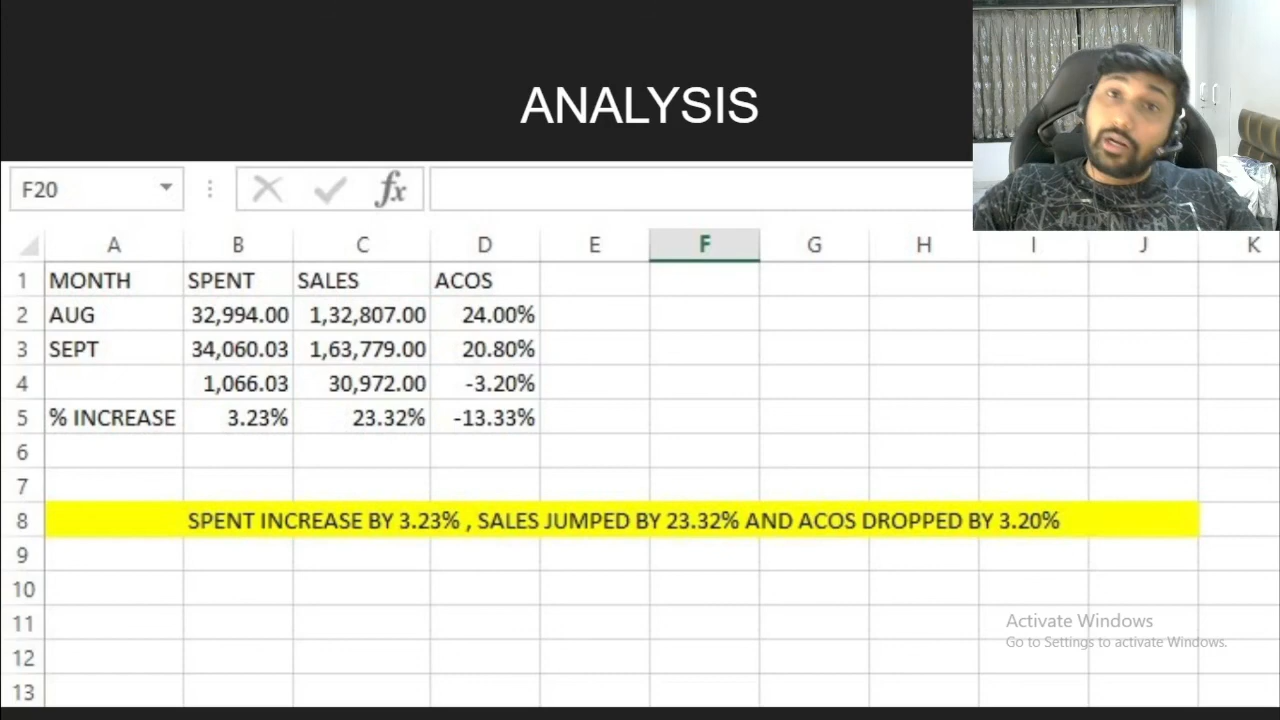 ANALYSIS
F20 fx
A B C D E F G H I J K
1 MONTH SPENT SALES ACOS
2 AUG 32,994.00 1,32,807.00 24.00%
3 SEPT 34,060.03 1,63,779.00 20.80%
4 1,066.03 30,972.00 -3.20%
5 % INCREASE 3.23% 23.32% -13.33%
6
7
8 SPENT INCREASE BY 3.23% , SALES JUMPED BY 23.32% AND ACOS DROPPED BY 3.20%
9
10
11
Activate Windows
Go to Settings to activate Windows.
12
13
MIDNIGHT